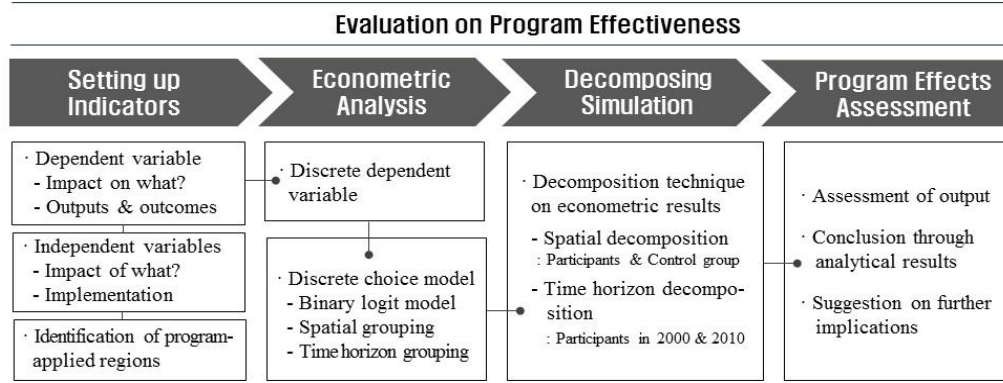 Evaluation on Program Effectiveness
Setting up
Indicators
Econometric
Analysis
Decomposing
Simulation
Program Effects
Assessment
· Dependent variable
- Impact on what?
- Outputs & outcomes
· Independent variables
- Impact of what?
- Implementation
· Identification of program-
applied regions
· Discrete dependent
variable
· Discrete choice model
- Binary logit model
- Spatial grouping
- Time horizon grouping
· Decomposition technique
on econometric results
- Spatial decomposition
: Participants & Control group
- Time horizon decompo-
sition
: Participants in 2000 & 2010
· Assessment of output
· Conclusion through
analytical results
· Suggestion on further
implications